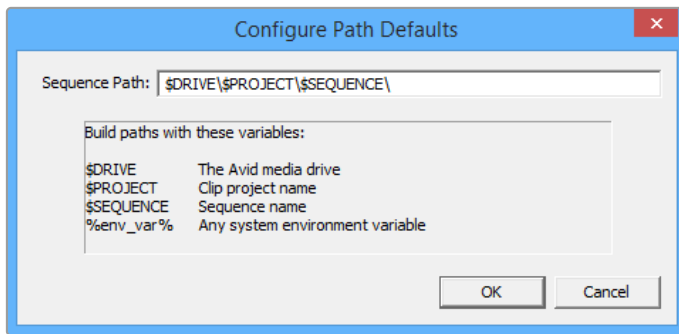 Configure Path Defaults
Sequence Path: $DRIVE\$PROJECT\$SEQUENCE\
Build paths with these variables:
$DRIVE The Avid media drive
$PROJECT Clip project name
$SEQUENCE Sequence name
%env_var% Any system environment variable
OK Cancel